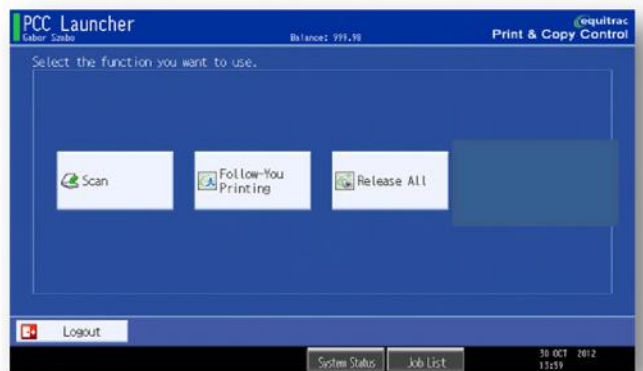 PCC Launcher
Gabor Szabo
Balance: 999.98
equitrac
Print & Copy Control
Select the function you want to use.
Scan
Follow-You
Printing
Release All
Logout
System Status
Job List
30 OCT 2012
13:59